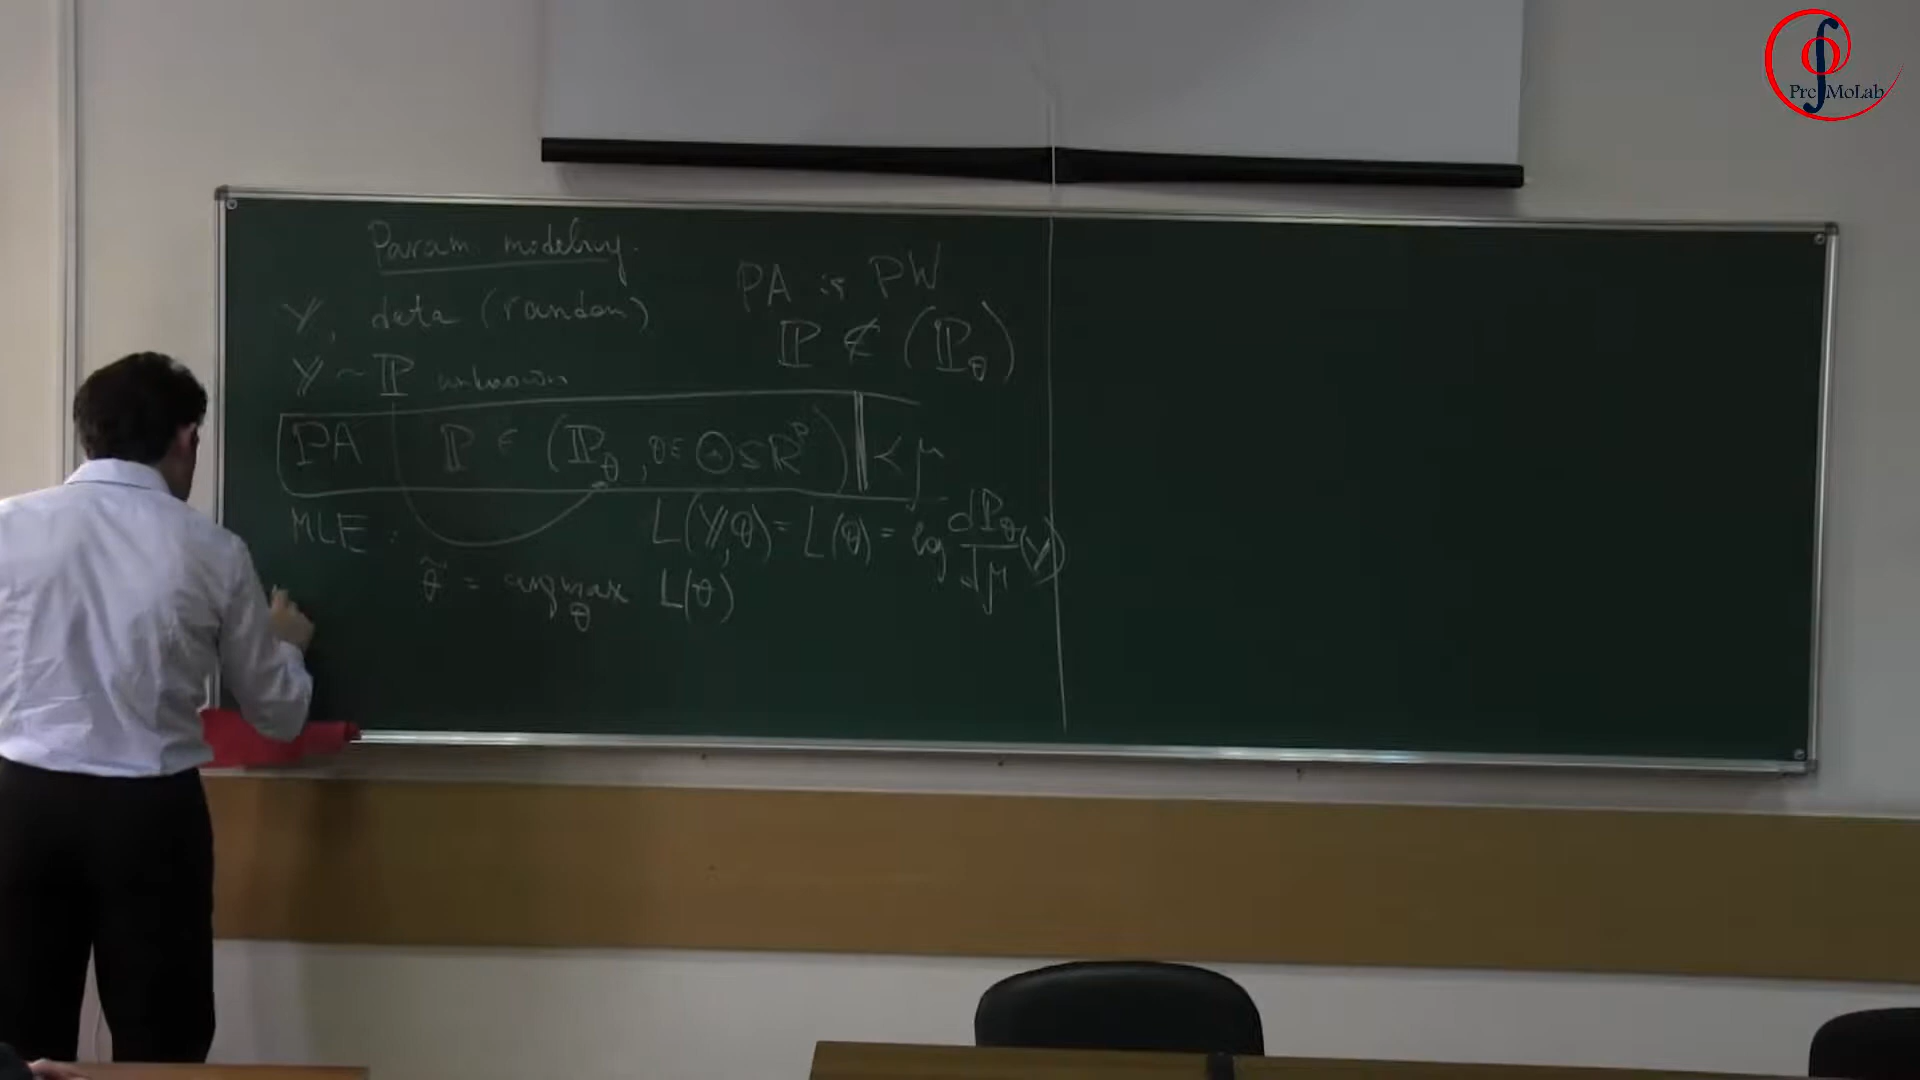 Param. modeling.
Y, data (random)
Y ~ ℙ unknown
PA is PW
ℙ ∉ (ℙ_θ)
PA ℙ ∈ (ℙ_θ, θ ∈ Θ ⊆ ℝ^p) ≺ μ
MLE: L(Y, θ) = L(θ) = log dℙ_θ/dμ (Y)
θ̃ = argmax_θ L(θ)
PreMoLab